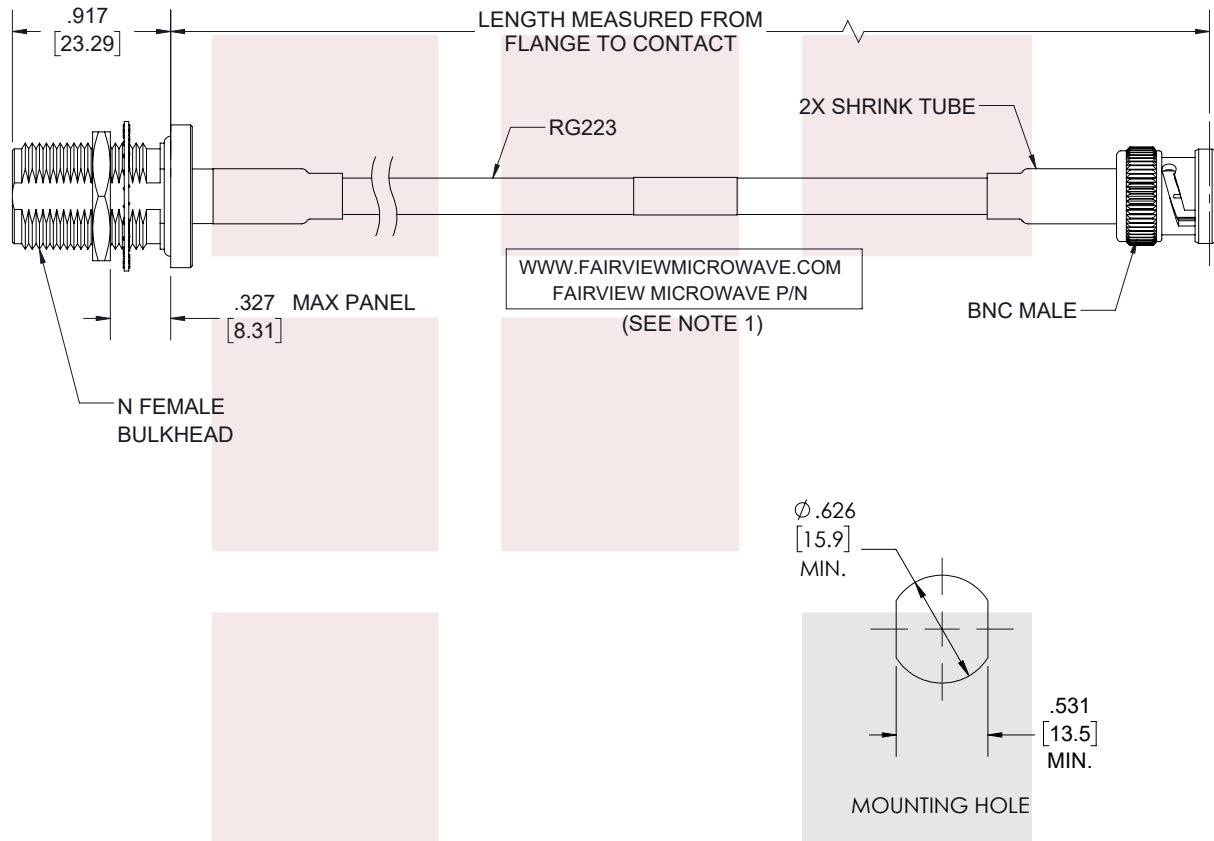 .917
[23.29]
LENGTH MEASURED FROM
FLANGE TO CONTACT
2X SHRINK TUBE
RG223
WWW.FAIRVIEWMICROWAVE.COM
FAIRVIEW MICROWAVE P/N
(SEE NOTE 1)
.327 MAX PANEL
[8.31]
BNC MALE
N FEMALE
BULKHEAD
∅.626
[15.9]
MIN.
.531
[13.5]
MIN.
MOUNTING HOLE